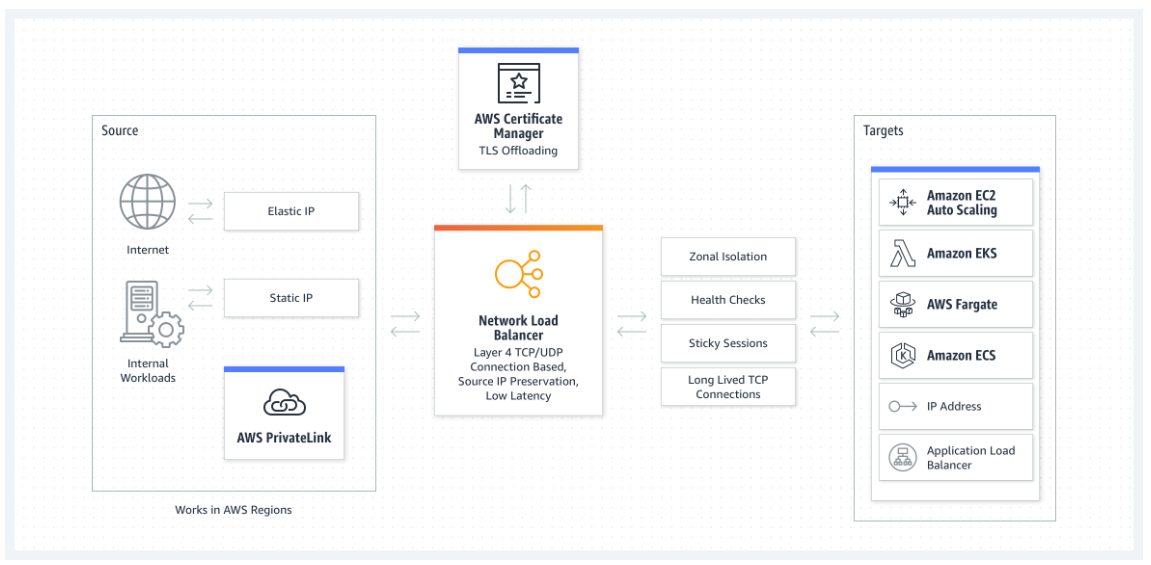 Source
Internet
Elastic IP
Internal
Workloads
Static IP
AWS PrivateLink
Works in AWS Regions
AWS Certificate
Manager
TLS Offloading
Network Load
Balancer
Layer 4 TCP/UDP
Connection Based,
Source IP Preservation,
Low Latency
Zonal Isolation
Health Checks
Sticky Sessions
Long Lived TCP
Connections
Targets
Amazon EC2
Auto Scaling
Amazon EKS
AWS Fargate
Amazon ECS
K
IP Address
Application Load
Balancer